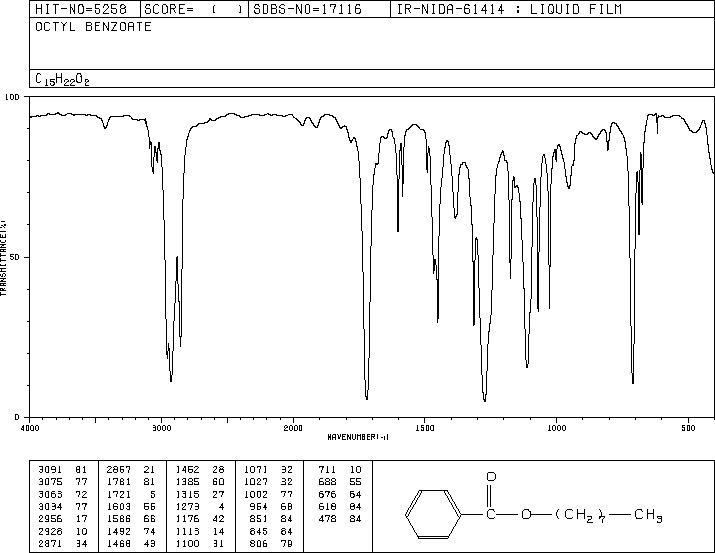 HIT-NO=5258 SCORE= ( ) SDBS-NO=17116 IR-NIDA-61414 : LIQUID FILM
OCTYL BENZOATE
C15H22O2
100
50
0
TRANSMITTANCE(%)
4000 3000 2000 1500 1000 500
WAVENUMBER(-1)
3091 81 2857 21 1452 28 1071 32 711 10
3075 77 1781 81 1385 60 1027 32 688 55
3063 72 1721 5 1315 27 1002 77 676 64
3034 77 1603 55 1273 4 954 68 618 84
2956 17 1586 66 1176 42 851 84 478 84
2928 10 1492 74 1113 14 845 84
2871 34 1468 43 1100 31 806 79
O
C O (CH2)7 CH3